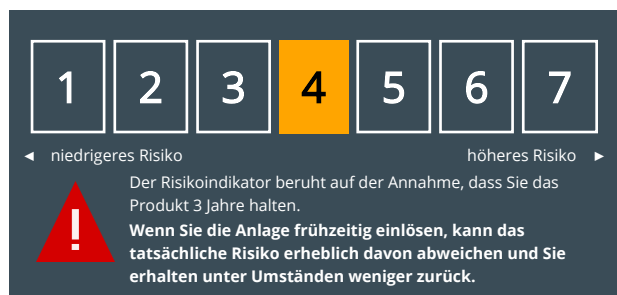 1 2 3 4 5 6 7
◄ niedrigeres Risiko höheres Risiko ►
Der Risikoindikator beruht auf der Annahme, dass Sie das
Produkt 3 Jahre halten.
Wenn Sie die Anlage frühzeitig einlösen, kann das
tatsächliche Risiko erheblich davon abweichen und Sie
erhalten unter Umständen weniger zurück.
!